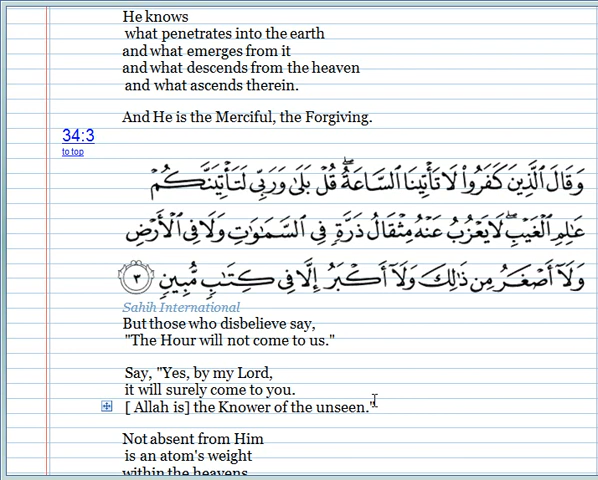 He knows
what penetrates into the earth
and what emerges from it
and what descends from the heaven
and what ascends therein.
And He is the Merciful, the Forgiving.
34:3
to top
وَقَالَ ٱلَّذِينَ كَفَرُوا۟ لَا تَأْتِينَا ٱلسَّاعَةُ ۖ قُلْ بَلَىٰ وَرَبِّى لَتَأْتِيَنَّكُمْ
عَـٰلِمِ ٱلْغَيْبِ ۖ لَا يَعْزُبُ عَنْهُ مِثْقَالُ ذَرَّةٍ فِى ٱلسَّمَـٰوَٰتِ وَلَا فِى ٱلْأَرْضِ
وَلَآ أَصْغَرُ مِن ذَٰلِكَ وَلَآ أَكْبَرُ إِلَّا فِى كِتَـٰبٍ مُّبِينٍ ٣
Sahih International
But those who disbelieve say,
"The Hour will not come to us."
Say, "Yes, by my Lord,
it will surely come to you.
[ Allah is] the Knower of the unseen."
Not absent from Him
is an atom's weight
within the heavens